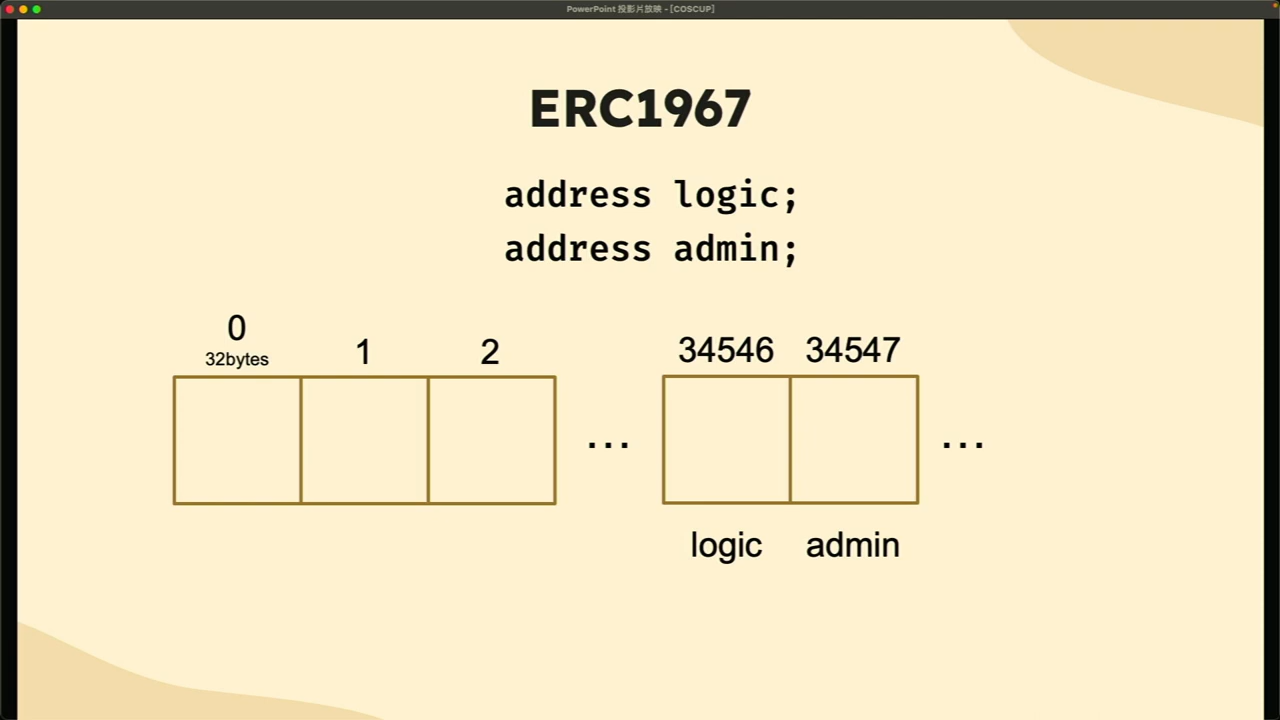 PowerPoint 投影片放映 - [COSCUP]
ERC1967
address logic;
address admin;
0
32bytes
1
2
34546
34547
...
...
logic
admin